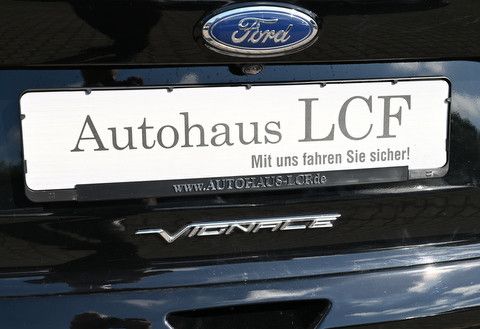 Ford
Autohaus LCF
Mit uns fahren Sie sicher!
www.AUTOHAUS-LCF.de
VIGNALE